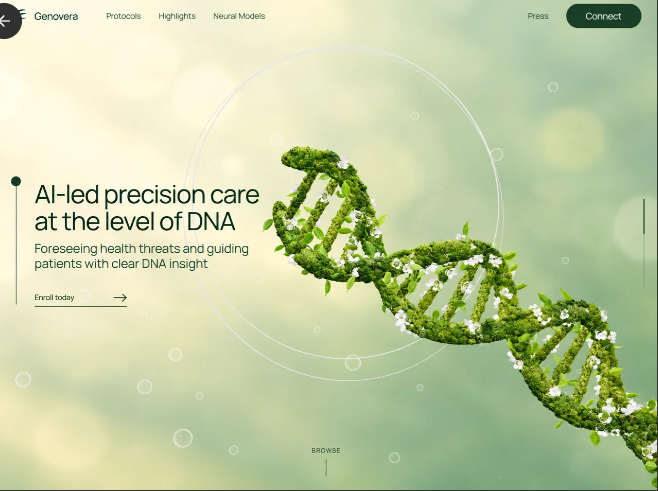 Genovera
Protocols
Highlights
Neural Models
Press
Connect
AI-led precision care
at the level of DNA
Foreseeing health threats and guiding
patients with clear DNA insight
Enroll today
BROWSE